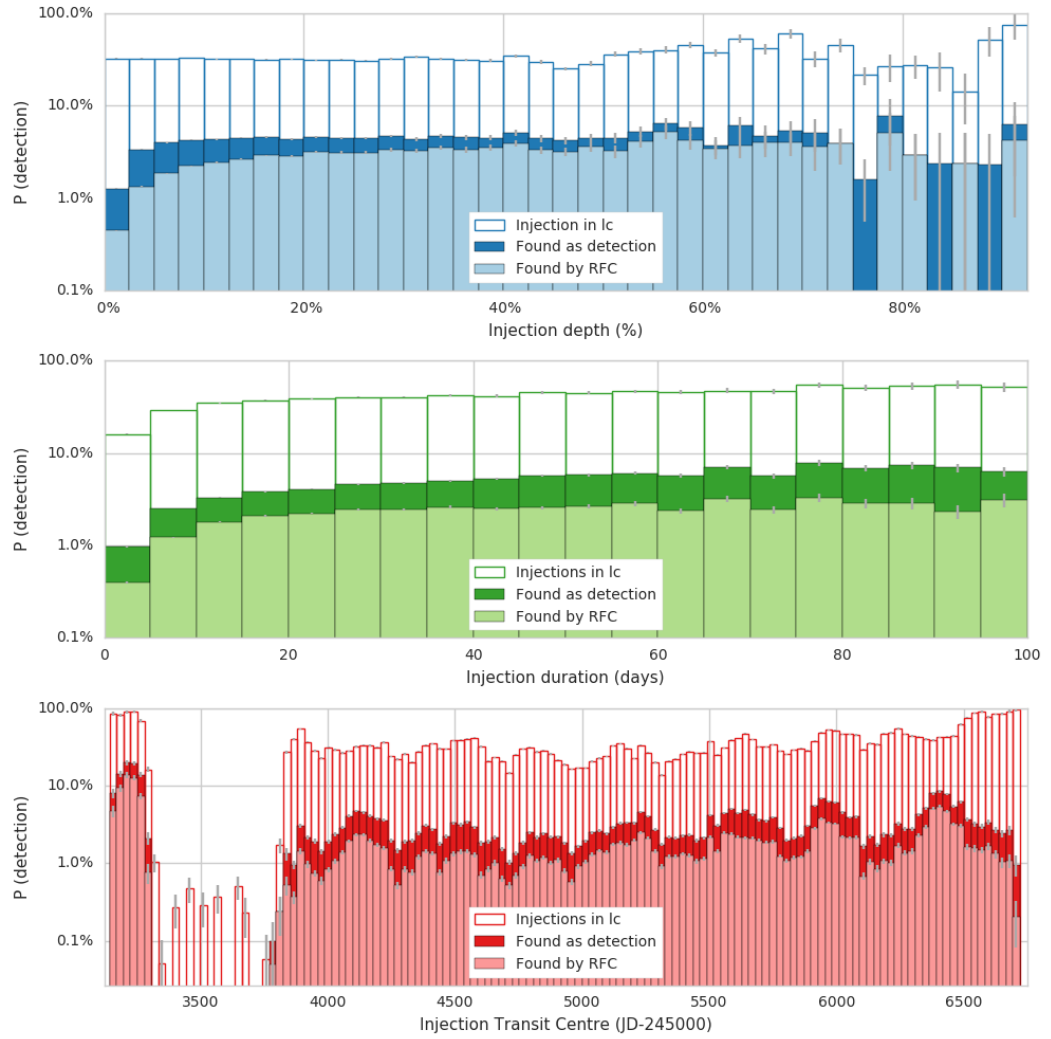 100.0%
10.0%
1.0%
0.1%
P (detection)
Injection in lc
Found as detection
Found by RFC
0% 20% 40% 60% 80%
Injection depth (%)
100.0%
10.0%
1.0%
0.1%
P (detection)
Injections in lc
Found as detection
Found by RFC
0 20 40 60 80 100
Injection duration (days)
100.0%
10.0%
1.0%
0.1%
P (detection)
Injections in lc
Found as detection
Found by RFC
3500 4000 4500 5000 5500 6000 6500
Injection Transit Centre (JD-245000)